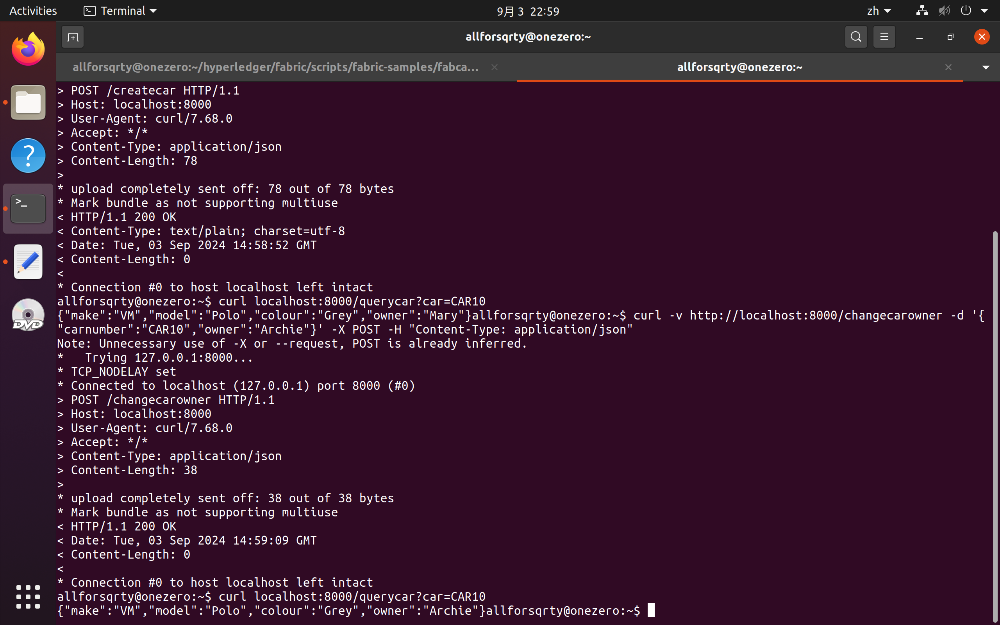 Activities
Terminal
9月 3 22:59
zh
allforsqrty@onezero:~
allforsqrty@onezero:~/hyperledger/fabric/scripts/fabric-samples/fabca...
allforsqrty@onezero:~
> POST /createcar HTTP/1.1
> Host: localhost:8000
> User-Agent: curl/7.68.0
> Accept: */*
> Content-Type: application/json
> Content-Length: 78
>
* upload completely sent off: 78 out of 78 bytes
* Mark bundle as not supporting multiuse
< HTTP/1.1 200 OK
< Content-Type: text/plain; charset=utf-8
< Date: Tue, 03 Sep 2024 14:58:52 GMT
< Content-Length: 0
<
* Connection #0 to host localhost left intact
allforsqrty@onezero:~$ curl localhost:8000/querycar?car=CAR10
{"make":"VM","model":"Polo","colour":"Grey","owner":"Mary"}allforsqrty@onezero:~$ curl -v http://localhost:8000/changecarowner -d '{
"carnumber":"CAR10","owner":"Archie"}' -X POST -H "Content-Type: application/json"
Note: Unnecessary use of -X or --request, POST is already inferred.
*   Trying 127.0.0.1:8000...
* TCP_NODELAY set
* Connected to localhost (127.0.0.1) port 8000 (#0)
> POST /changecarowner HTTP/1.1
> Host: localhost:8000
> User-Agent: curl/7.68.0
> Accept: */*
> Content-Type: application/json
> Content-Length: 38
>
* upload completely sent off: 38 out of 38 bytes
* Mark bundle as not supporting multiuse
< HTTP/1.1 200 OK
< Date: Tue, 03 Sep 2024 14:59:09 GMT
< Content-Length: 0
<
* Connection #0 to host localhost left intact
allforsqrty@onezero:~$ curl localhost:8000/querycar?car=CAR10
{"make":"VM","model":"Polo","colour":"Grey","owner":"Archie"}allforsqrty@onezero:~$
DVD